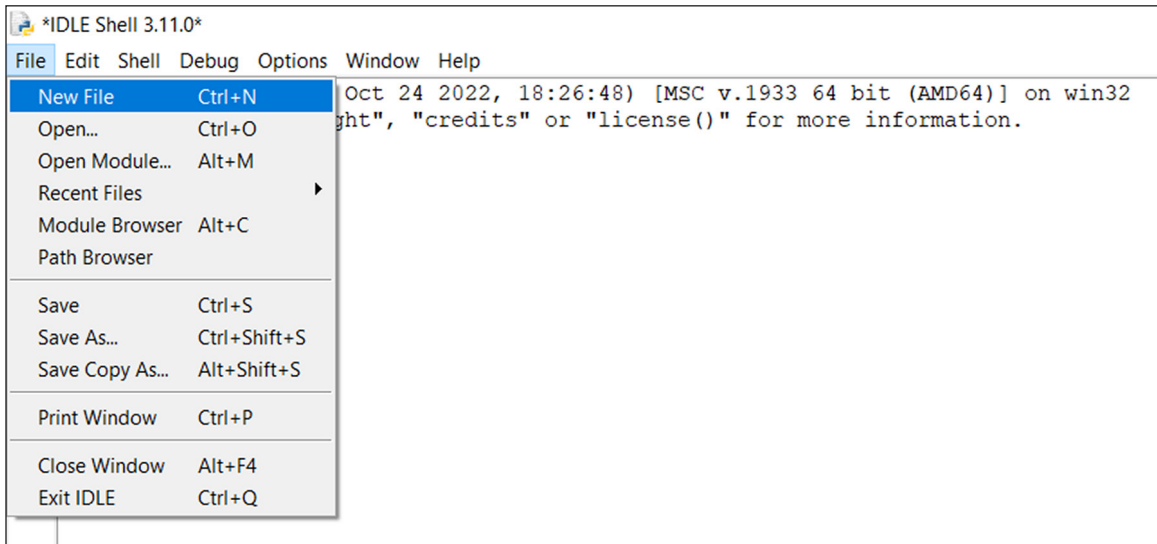 *IDLE Shell 3.11.0*
File Edit Shell Debug Options Window Help
New File Ctrl+N
Oct 24 2022, 18:26:48) [MSC v.1933 64 bit (AMD64)] on win32
Open... Ctrl+O
ght", "credits" or "license()" for more information.
Open Module... Alt+M
Recent Files
Module Browser Alt+C
Path Browser
Save Ctrl+S
Save As... Ctrl+Shift+S
Save Copy As... Alt+Shift+S
Print Window Ctrl+P
Close Window Alt+F4
Exit IDLE Ctrl+Q